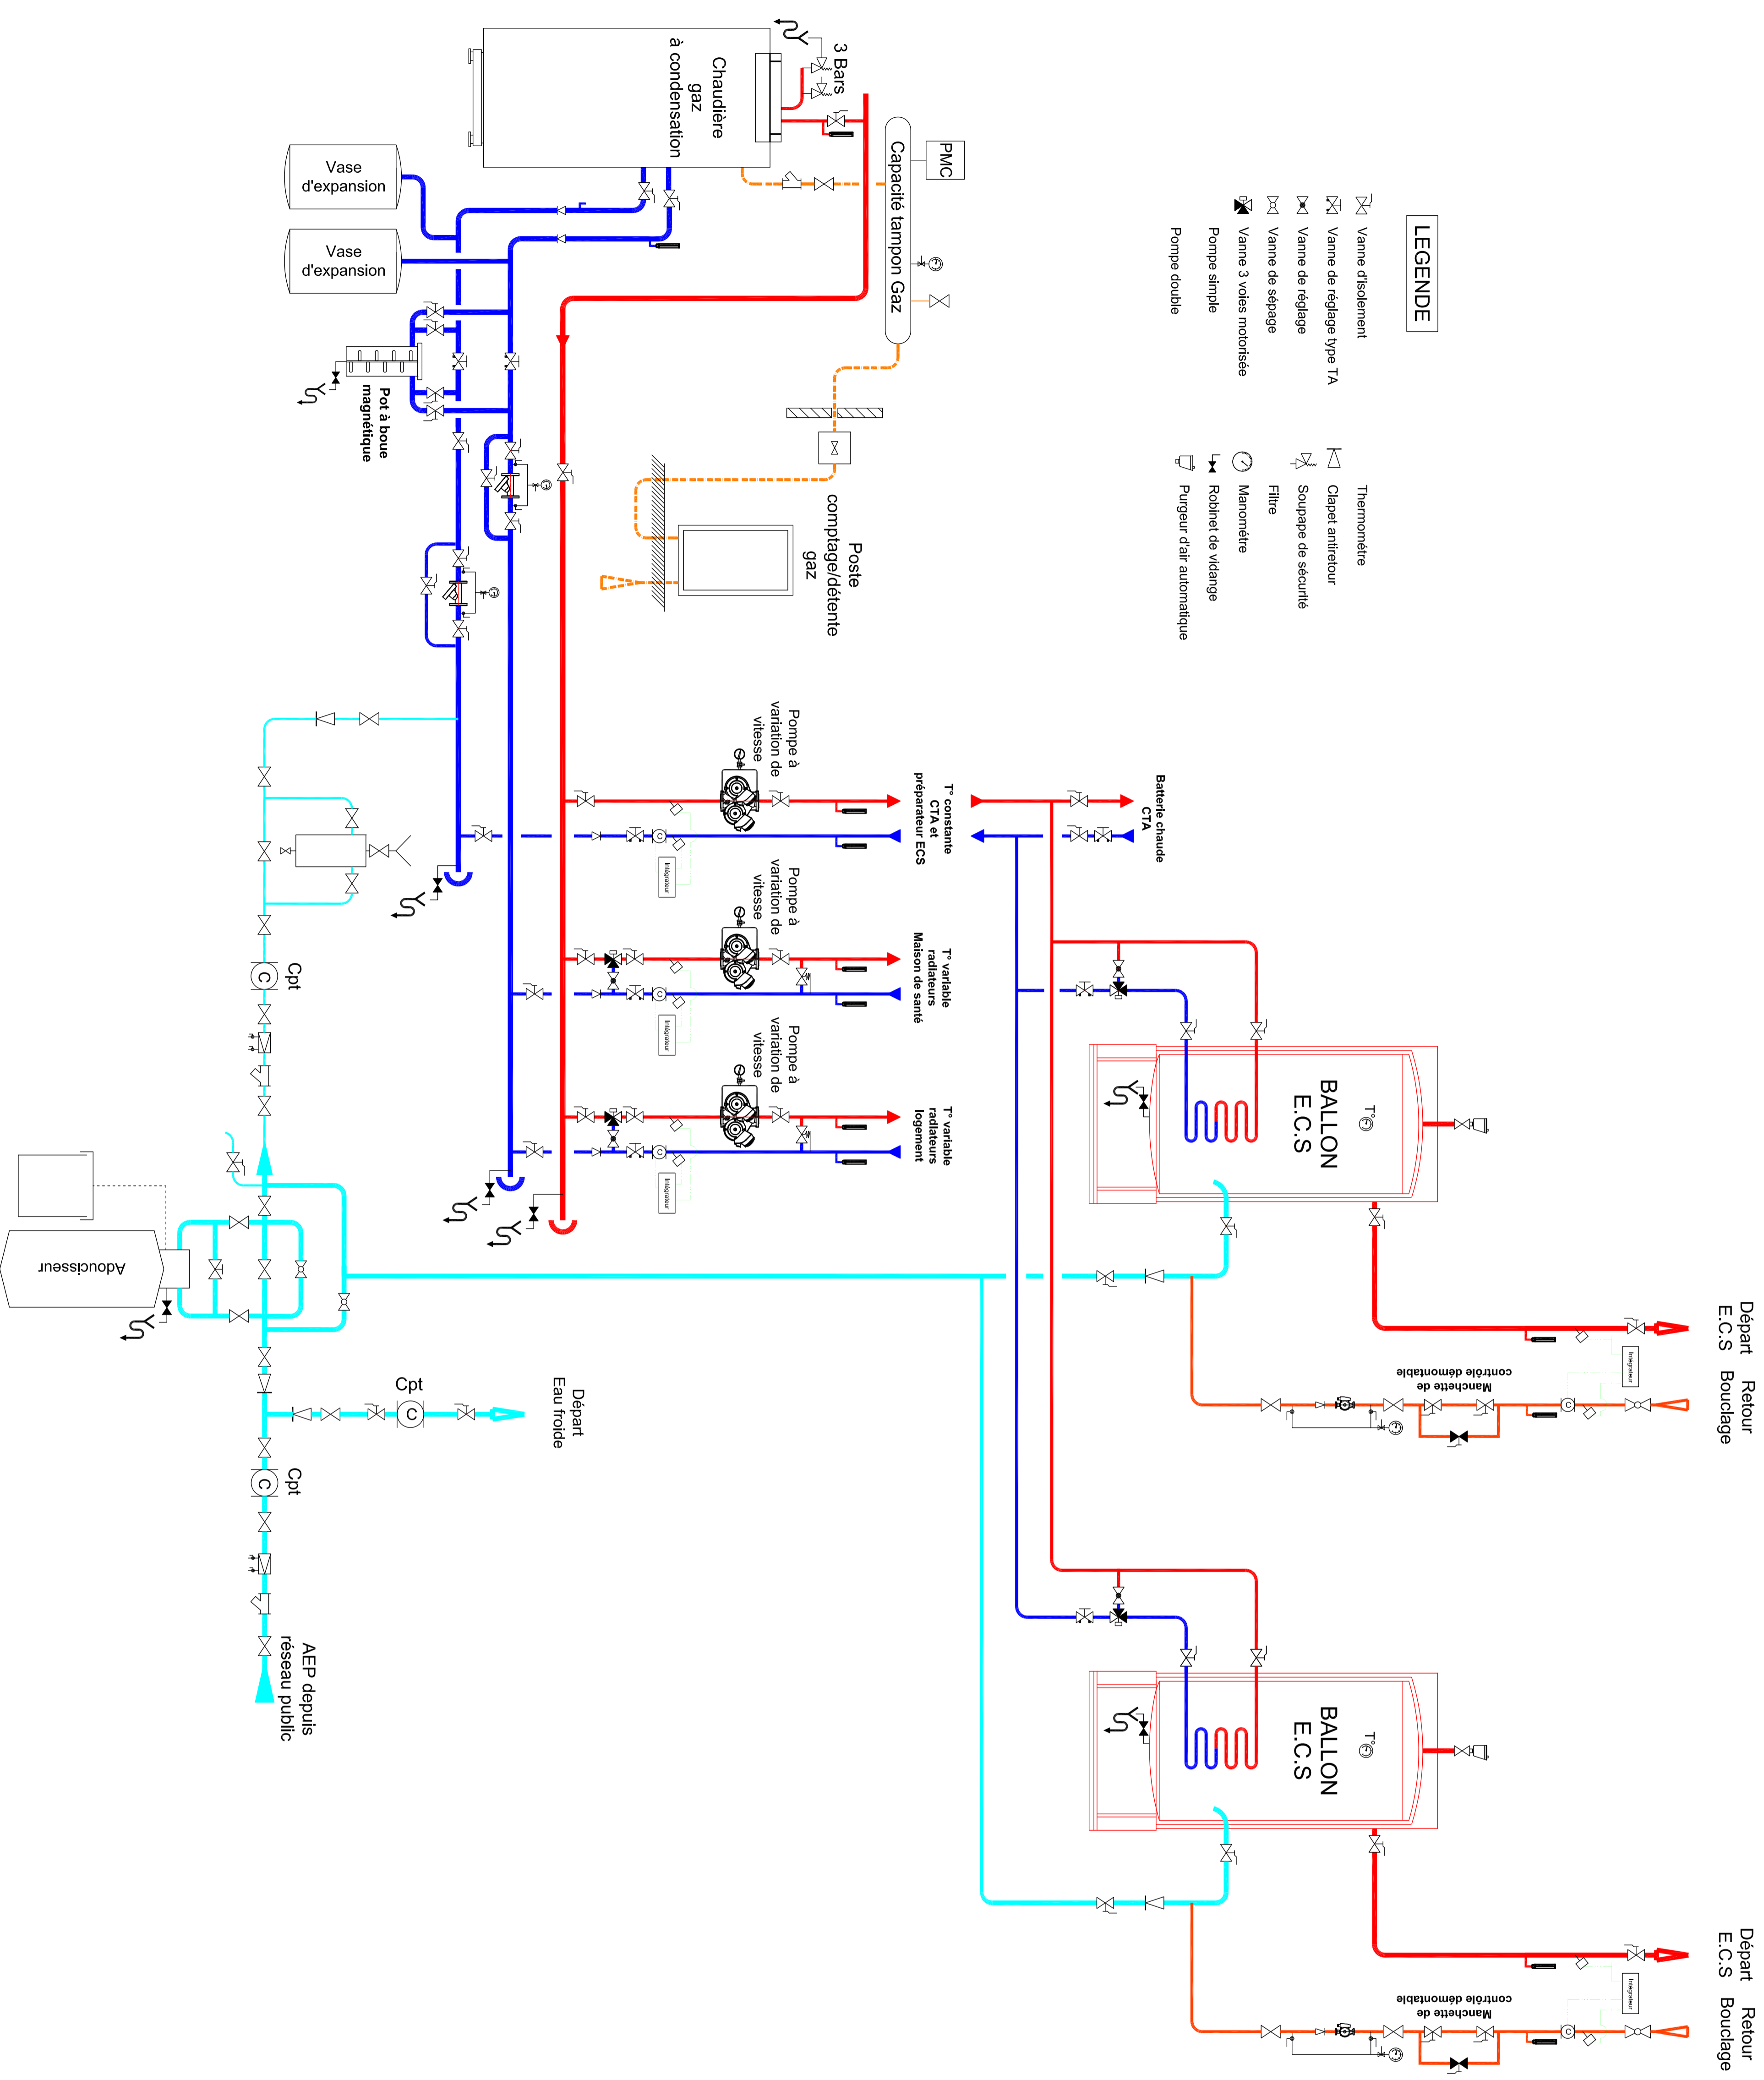 LEGENDE
Vanne d'isolement
Vanne de réglage type TA
Vanne de réglage
Vanne de sépage
Vanne 3 voies motorisée
Pompe simple
Pompe double
Thermomètre
Clapet antiretour
Soupape de sécurité
Filtre
Manomètre
Robinet de vidange
Purgeur d'air automatique
PMC
Capacité tampon Gaz
3 Bars
Chaudière
gaz
à condensation
Vase
d'expansion
Vase
d'expansion
Pot à boue
magnétique
Poste
comptage/détente
gaz
Pompe à
variation de
vitesse
T° constante
CTA et
préparateur ECS
Intégrateur
C
Batterie chaude
CTA
Pompe à
variation de
vitesse
T° variable
radiateurs
Maison de santé
Intégrateur
C
Pompe à
variation de
vitesse
T° variable
radiateurs
logement
Intégrateur
C
BALLON
E.C.S
T°
Départ
E.C.S
Retour
Bouclage
Intégrateur
C
Manchette de
contrôle démontable
BALLON
E.C.S
T°
Départ
E.C.S
Retour
Bouclage
Intégrateur
C
Manchette de
contrôle démontable
Cpt
C
Adoucisseur
Cpt
C
Départ
Eau froide
Cpt
C
AEP depuis
réseau public